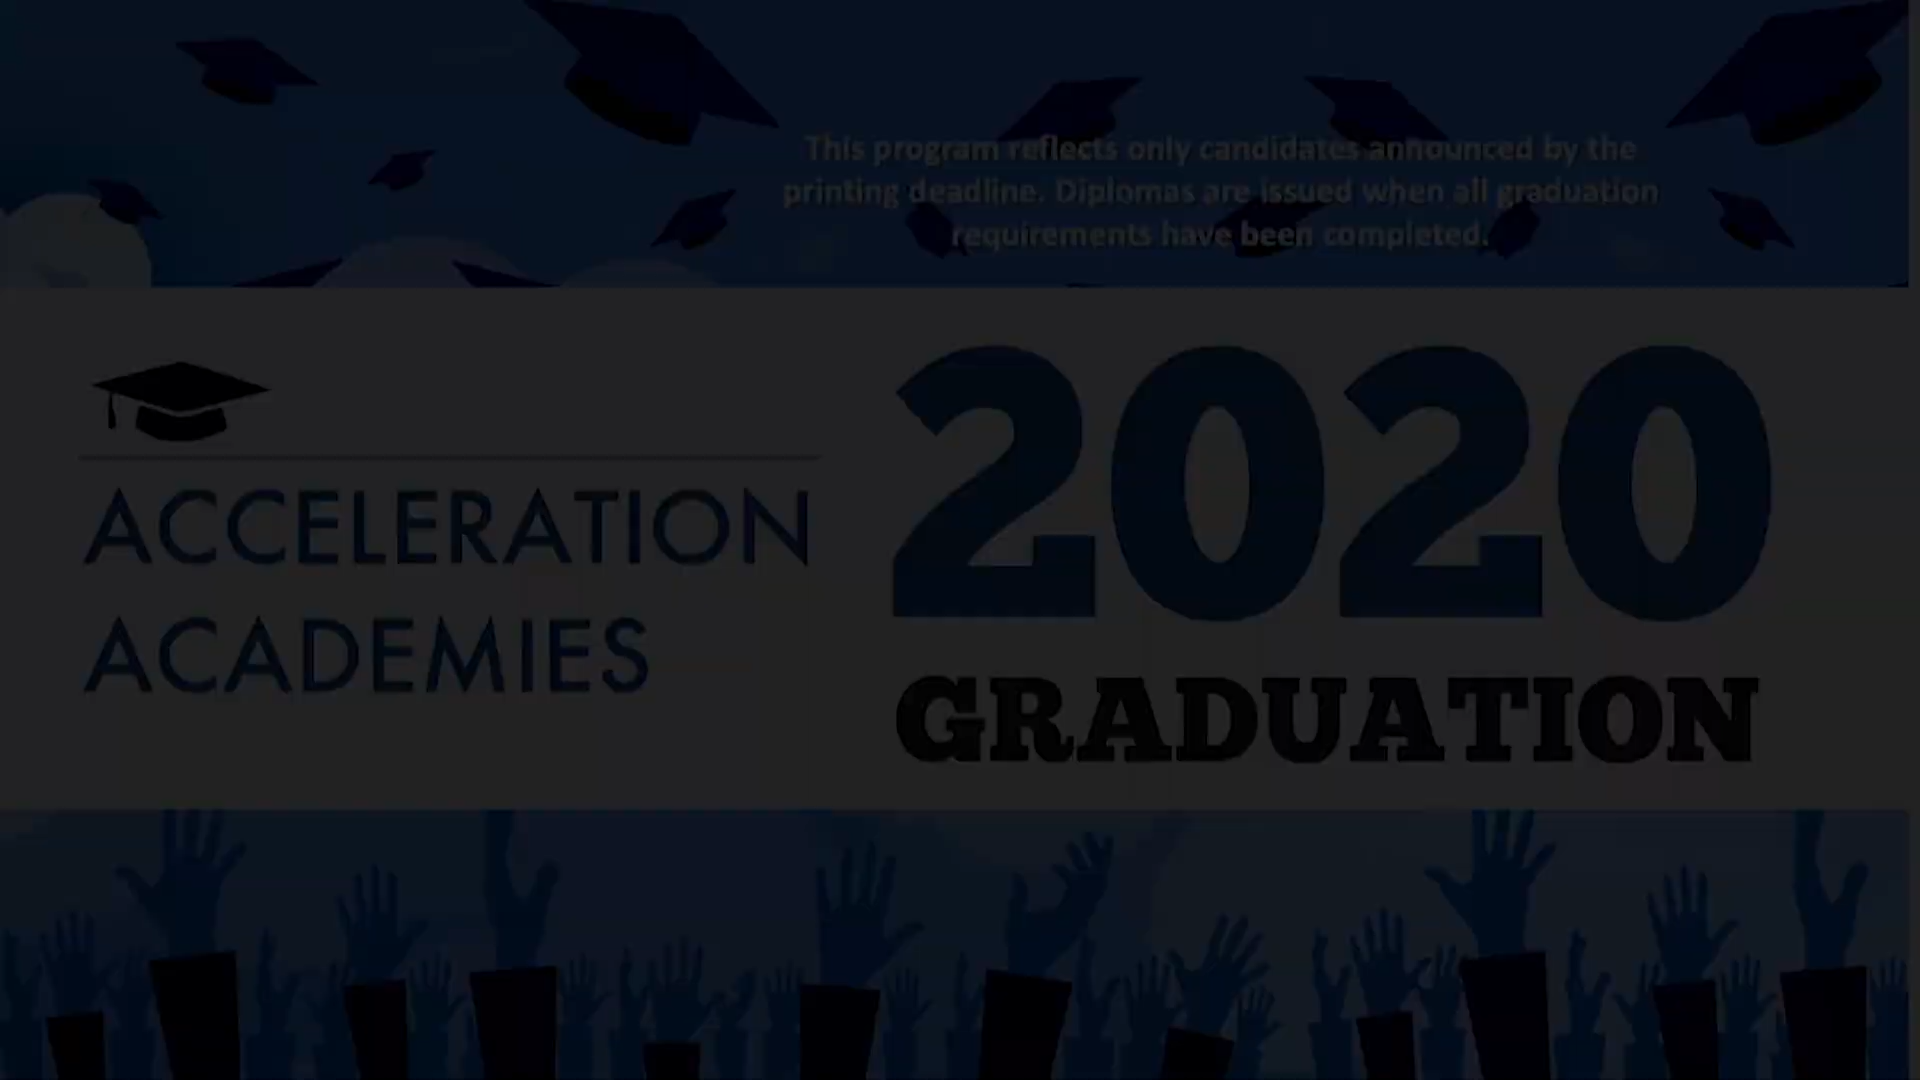 This program reflects only candidates announced by the
printing deadline. Diplomas are issued when all graduation
requirements have been completed.
ACCELERATION
ACADEMIES
2020
GRADUATION